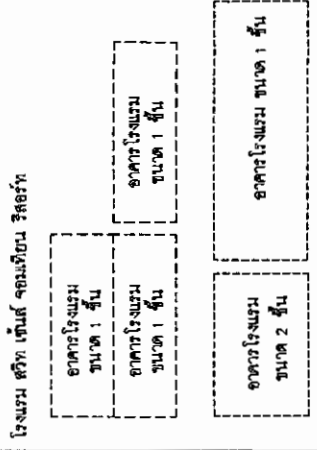 โรงแรม สวีท เซ้นส์ จอมเทียน รีสอร์ท
อาคารโรงแรม
ขนาด 1 ชั้น
อาคารโรงแรม
ขนาด 1 ชั้น
อาคารโรงแรม
ขนาด 1 ชั้น
อาคารโรงแรม
ขนาด 2 ชั้น
อาคารโรงแรม ขนาด 1 ชั้น